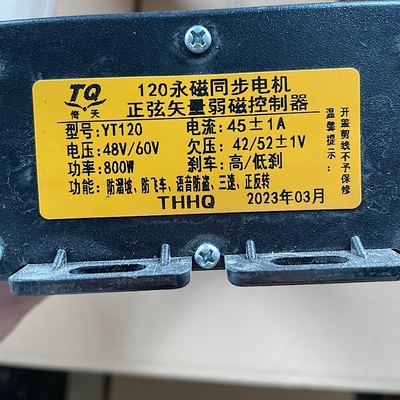 TQ
120永磁同步电机
正弦矢量弱磁控制器
型号:YT120 电流:45±1A
电压:48V/60V 欠压:42/52±1V
功率:800W 刹车:高/低刹
功能:防溜坡、防飞车、语音防盗、三速、正反转
THHQ 2023年03月
温馨提示:
开盖剪线不予保修